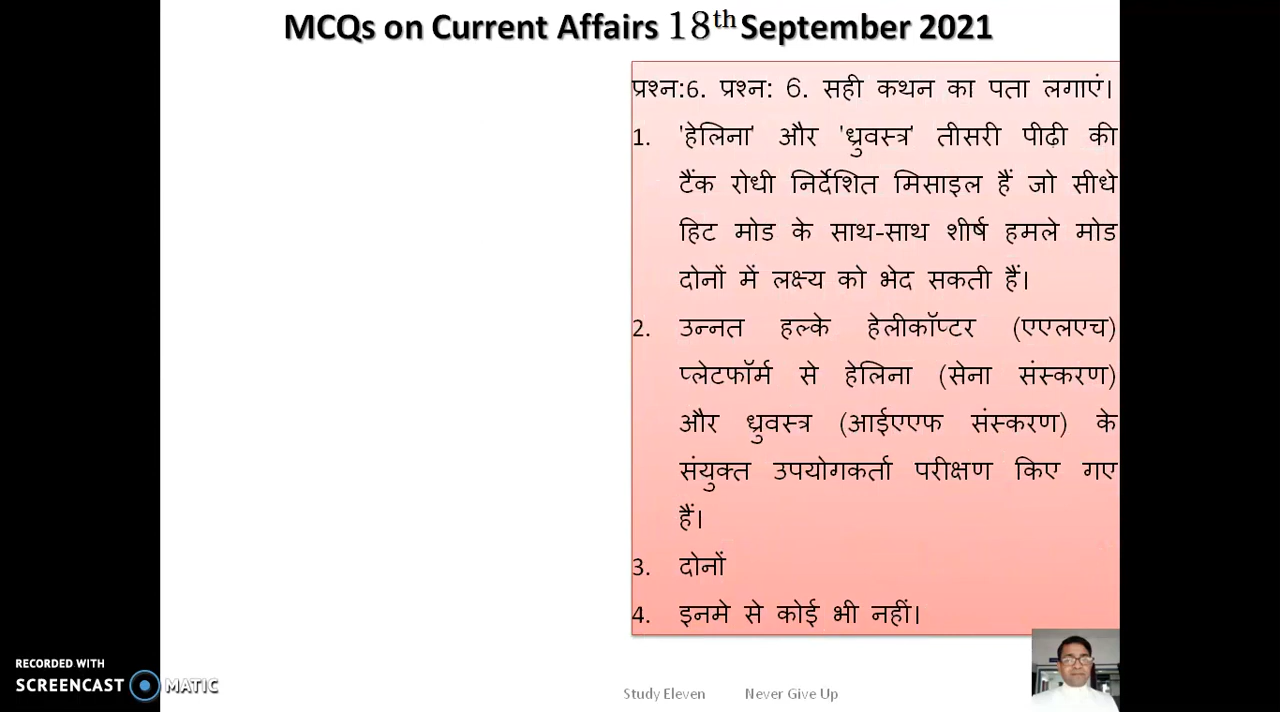 MCQs on Current Affairs 18th September 2021
प्रश्न:6. प्रश्न: 6. सही कथन का पता लगाएं।
1. 'हेलिना' और 'ध्रुवस्त्र' तीसरी पीढ़ी की
टैंक रोधी निर्देशित मिसाइल हैं जो सीधे
हिट मोड के साथ-साथ शीर्ष हमले मोड
दोनों में लक्ष्य को भेद सकती हैं।
2. उन्नत हल्के हेलीकॉप्टर (एएलएच)
प्लेटफॉर्म से हेलिना (सेना संस्करण)
और ध्रुवस्त्र (आईएएफ संस्करण) के
संयुक्त उपयोगकर्ता परीक्षण किए गए
हैं।
3. दोनों
4. इनमे से कोई भी नहीं।
RECORDED WITH
SCREENCAST MATIC
Study Eleven Never Give Up